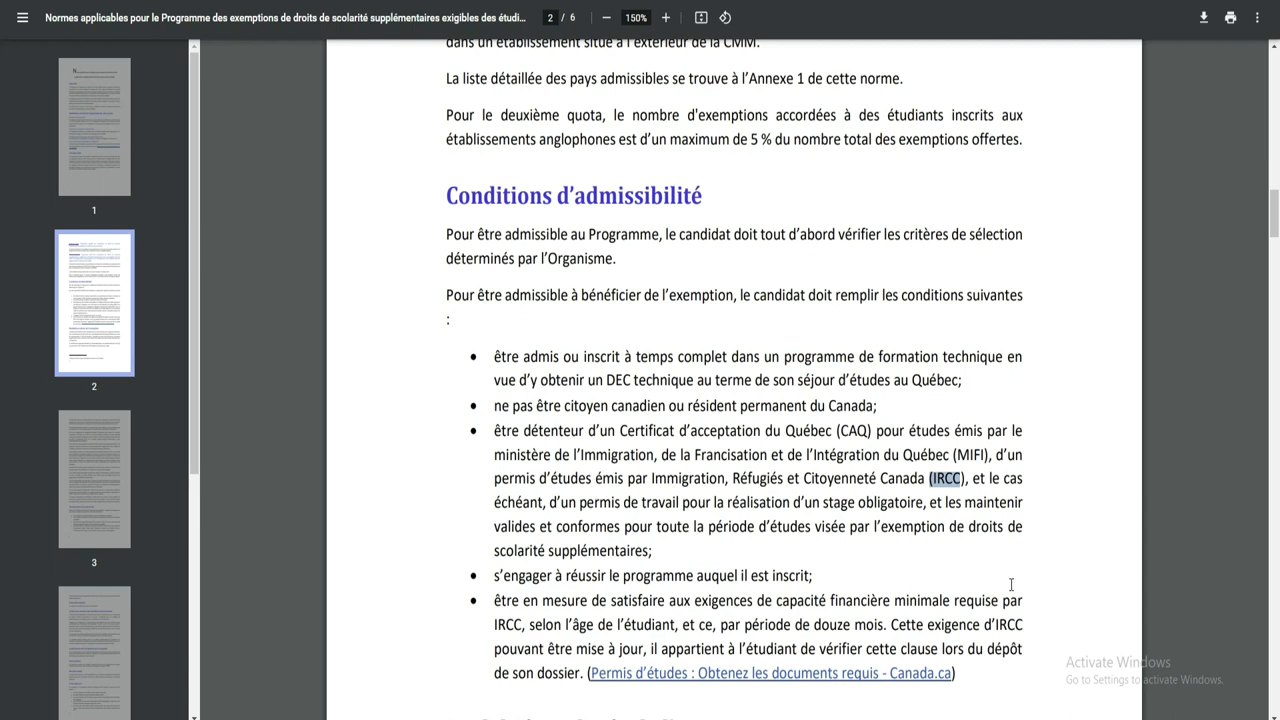 Normes applicables pour le Programme des exemptions de droits de scolarité supplémentaires exigibles des étudi...
2 / 6
150%
dans un établissement situé à l'extérieur de la CMM.
La liste détaillée des pays admissibles se trouve à l'Annexe 1 de cette norme.
Pour le deuxième quota, le nombre d'exemptions accordées à des étudiants inscrits aux
établissements anglophones est d'un maximum de 5 % du nombre total des exemptions offertes.
Conditions d'admissibilité
Pour être admissible au Programme, le candidat doit tout d'abord vérifier les critères de sélection
déterminés par l'Organisme.
Pour être admissible à bénéficier de l'exemption, le candidat doit remplir les conditions suivantes
:
• être admis ou inscrit à temps complet dans un programme de formation technique en
vue d'y obtenir un DEC technique au terme de son séjour d'études au Québec;
• ne pas être citoyen canadien ou résident permanent du Canada;
• être détenteur d'un Certificat d'acceptation du Québec (CAQ) pour études émis par le
ministère de l'Immigration, de la Francisation et de l'Intégration du Québec (MIFI), d'un
permis d'études émis par Immigration, Réfugiés et Citoyenneté Canada (IRCC), et le cas
échéant d'un permis de travail pour la réalisation d'un stage obligatoire, et les maintenir
valides et conformes pour toute la période d'études visée par l'exemption de droits de
scolarité supplémentaires;
• s'engager à réussir le programme auquel il est inscrit;
• être en mesure de satisfaire aux exigences de capacité financière minimale requise par
IRCC, selon l'âge de l'étudiant, et ce, par période de douze mois. Cette exigence d'IRCC
pouvant être mise à jour, il appartient à l'étudiant de vérifier cette clause lors du dépôt
de son dossier. (Permis d'études : Obtenez les documents requis - Canada.ca)
1
2
3
Activate Windows
Go to Settings to activate Windows.